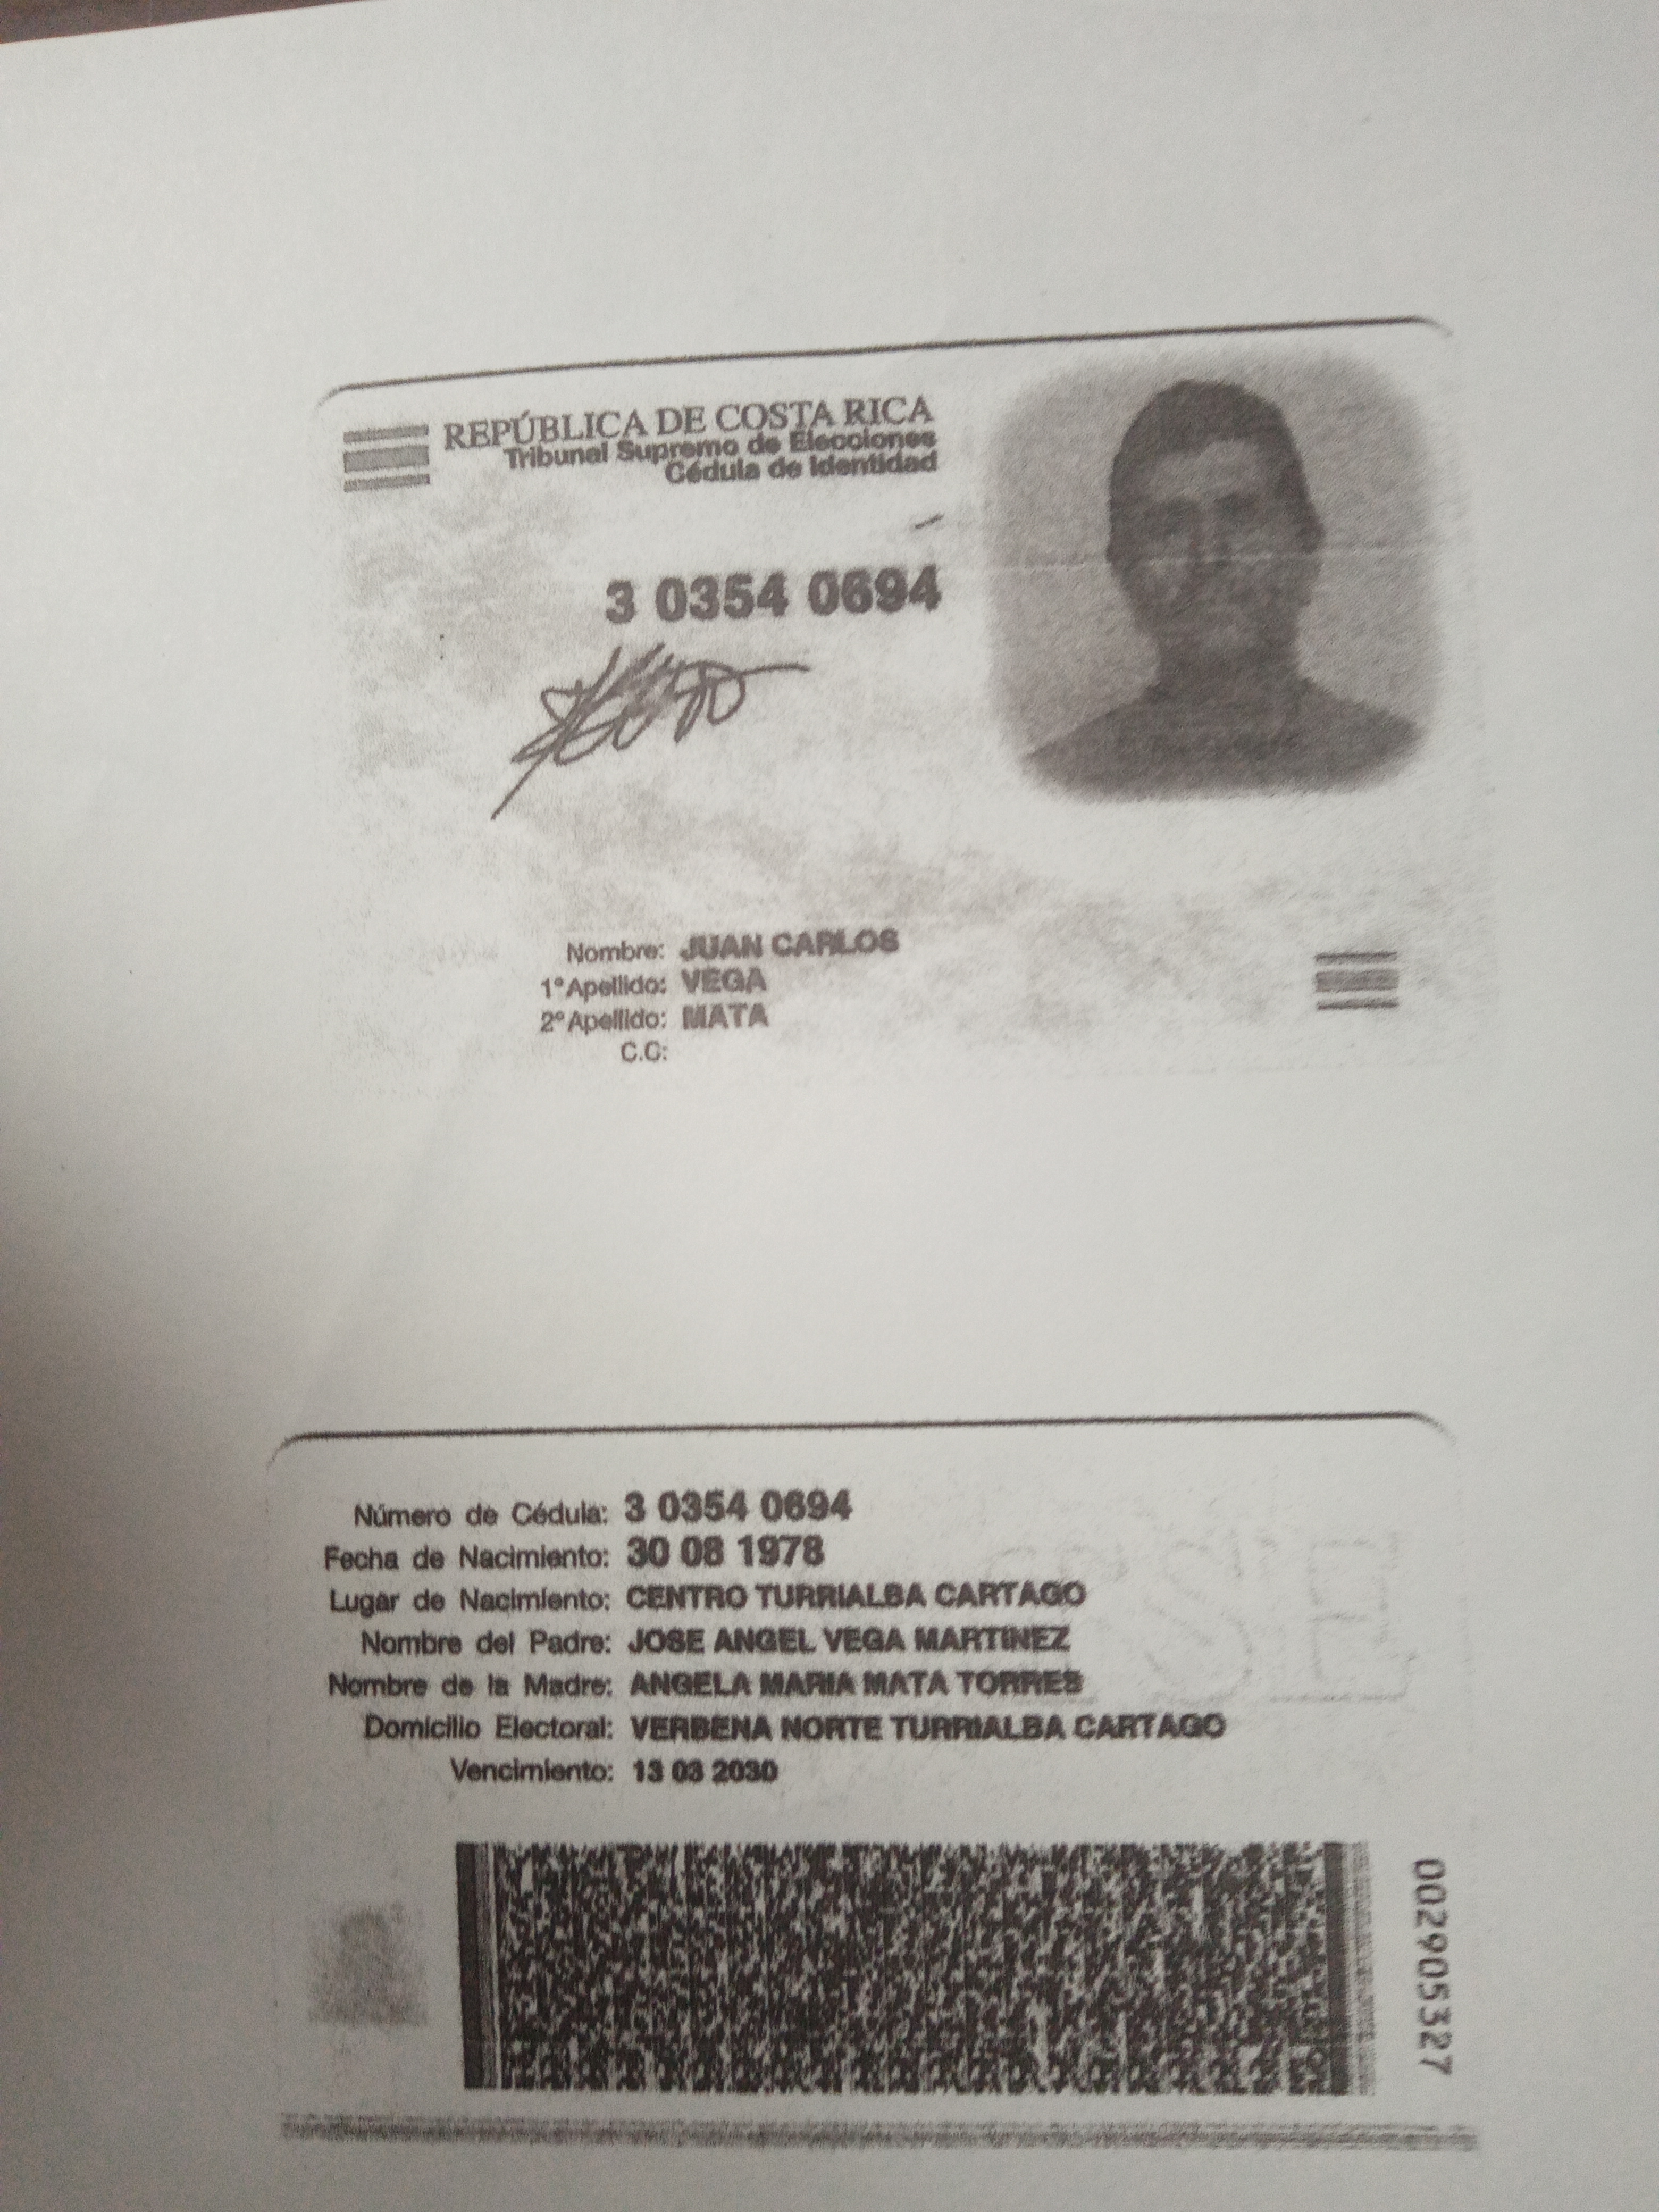 REPÚBLICA DE COSTA RICA
Tribunal Supremo de Elecciones
Cédula de Identidad
3 0354 0694
Nombre: JUAN CARLOS
1° Apellido: VEGA
2° Apellido: MATA
C.C:
Número de Cédula: 3 0354 0694
Fecha de Nacimiento: 30 08 1978
Lugar de Nacimiento: CENTRO TURRIALBA CARTAGO
Nombre del Padre: JOSE ANGEL VEGA MARTINEZ
Nombre de la Madre: ANGELA MARIA MATA TORRES
Domicilio Electoral: VERBENA NORTE TURRIALBA CARTAGO
Vencimiento: 13 03 2030
002905327